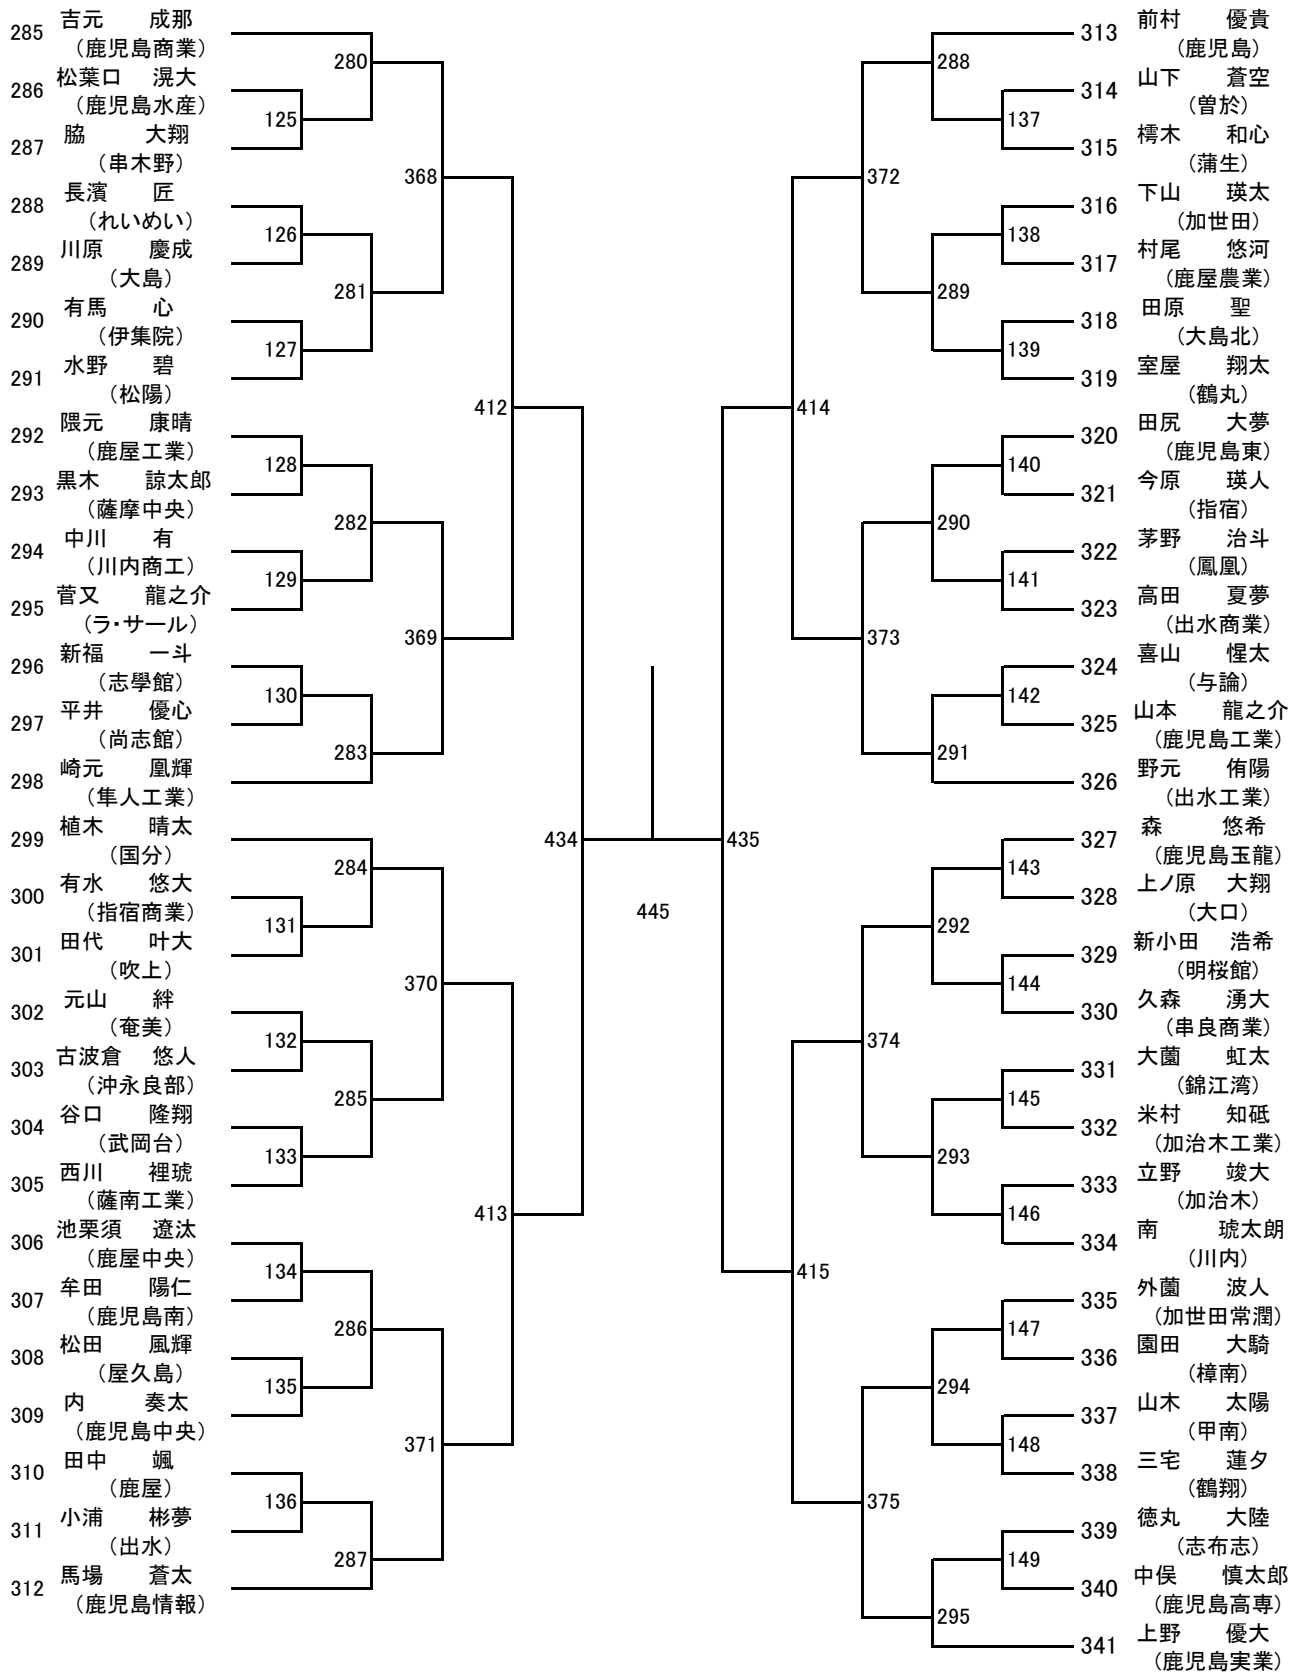 285 吉元 成那
（鹿児島商業）
286 松葉口 滉大
（鹿児島水産）
287 脇 大翔
（串木野）
288 長濱 匠
（れいめい）
289 川原 慶成
（大島）
290 有馬 心
（伊集院）
291 水野 碧
（松陽）
292 隈元 康晴
（鹿屋工業）
293 黒木 諒太郎
（薩摩中央）
294 中川 有
（川内商工）
295 菅又 龍之介
（ラ・サール）
296 新福 一斗
（志學館）
297 平井 優心
（尚志館）
298 崎元 凰輝
（隼人工業）
299 植木 晴太
（国分）
300 有水 悠大
（指宿商業）
301 田代 叶大
（吹上）
302 元山 絆
（奄美）
303 古波倉 悠人
（沖永良部）
304 谷口 隆翔
（武岡台）
305 西川 裡琥
（薩南工業）
306 池栗須 遼汰
（鹿屋中央）
307 牟田 陽仁
（鹿児島南）
308 松田 風輝
（屋久島）
309 内 奏太
（鹿児島中央）
310 田中 颯
（鹿屋）
311 小浦 彬夢
（出水）
312 馬場 蒼太
（鹿児島情報）
125
126
127
128
129
130
131
132
133
134
135
136
280
281
282
283
284
285
286
287
368
369
370
371
412
413
434
445
435
414
415
372
373
374
375
288
289
290
291
292
293
294
295
137
138
139
140
141
142
143
144
145
146
147
148
149
313 前村 優貴
（鹿児島）
314 山下 蒼空
（曽於）
315 樗木 和心
（蒲生）
316 下山 瑛太
（加世田）
317 村尾 悠河
（鹿屋農業）
318 田原 聖
（大島北）
319 室屋 翔太
（鶴丸）
320 田尻 大夢
（鹿児島東）
321 今原 瑛人
（指宿）
322 茅野 治斗
（鳳凰）
323 高田 夏夢
（出水商業）
324 喜山 惺太
（与論）
325 山本 龍之介
（鹿児島工業）
326 野元 侑陽
（出水工業）
327 森 悠希
（鹿児島玉龍）
328 上ノ原 大翔
（大口）
329 新小田 浩希
（明桜館）
330 久森 湧大
（串良商業）
331 大薗 虹太
（錦江湾）
332 米村 知砥
（加治木工業）
333 立野 竣大
（加治木）
334 南 琥太朗
（川内）
335 外薗 波人
（加世田常潤）
336 園田 大騎
（樟南）
337 山木 太陽
（甲南）
338 三宅 蓮夕
（鶴翔）
339 徳丸 大陸
（志布志）
340 中俣 慎太郎
（鹿児島高専）
341 上野 優大
（鹿児島実業）